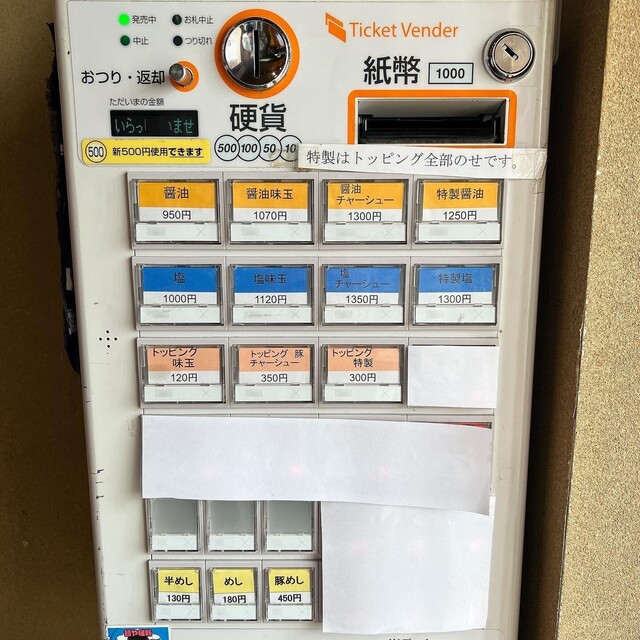 発売中 お札中止
中止 つり切れ
Ticket Vender
おつり・返却
紙幣 1000
ただいまの金額
いらっ ませ
硬貨
500 新500円使用できます
500 100 50 10
特製はトッピング全部のせです。
醤油 醤油味玉 醤油 チャーシュー 特製醤油
950円 1070円 1300円 1250円
塩 塩味玉 塩 チャーシュー 特製塩
1000円 1120円 1350円 1300円
トッピング 味玉 トッピング 豚 チャーシュー トッピング 特製
120円 350円 300円
半めし めし 豚めし
130円 180円 450円